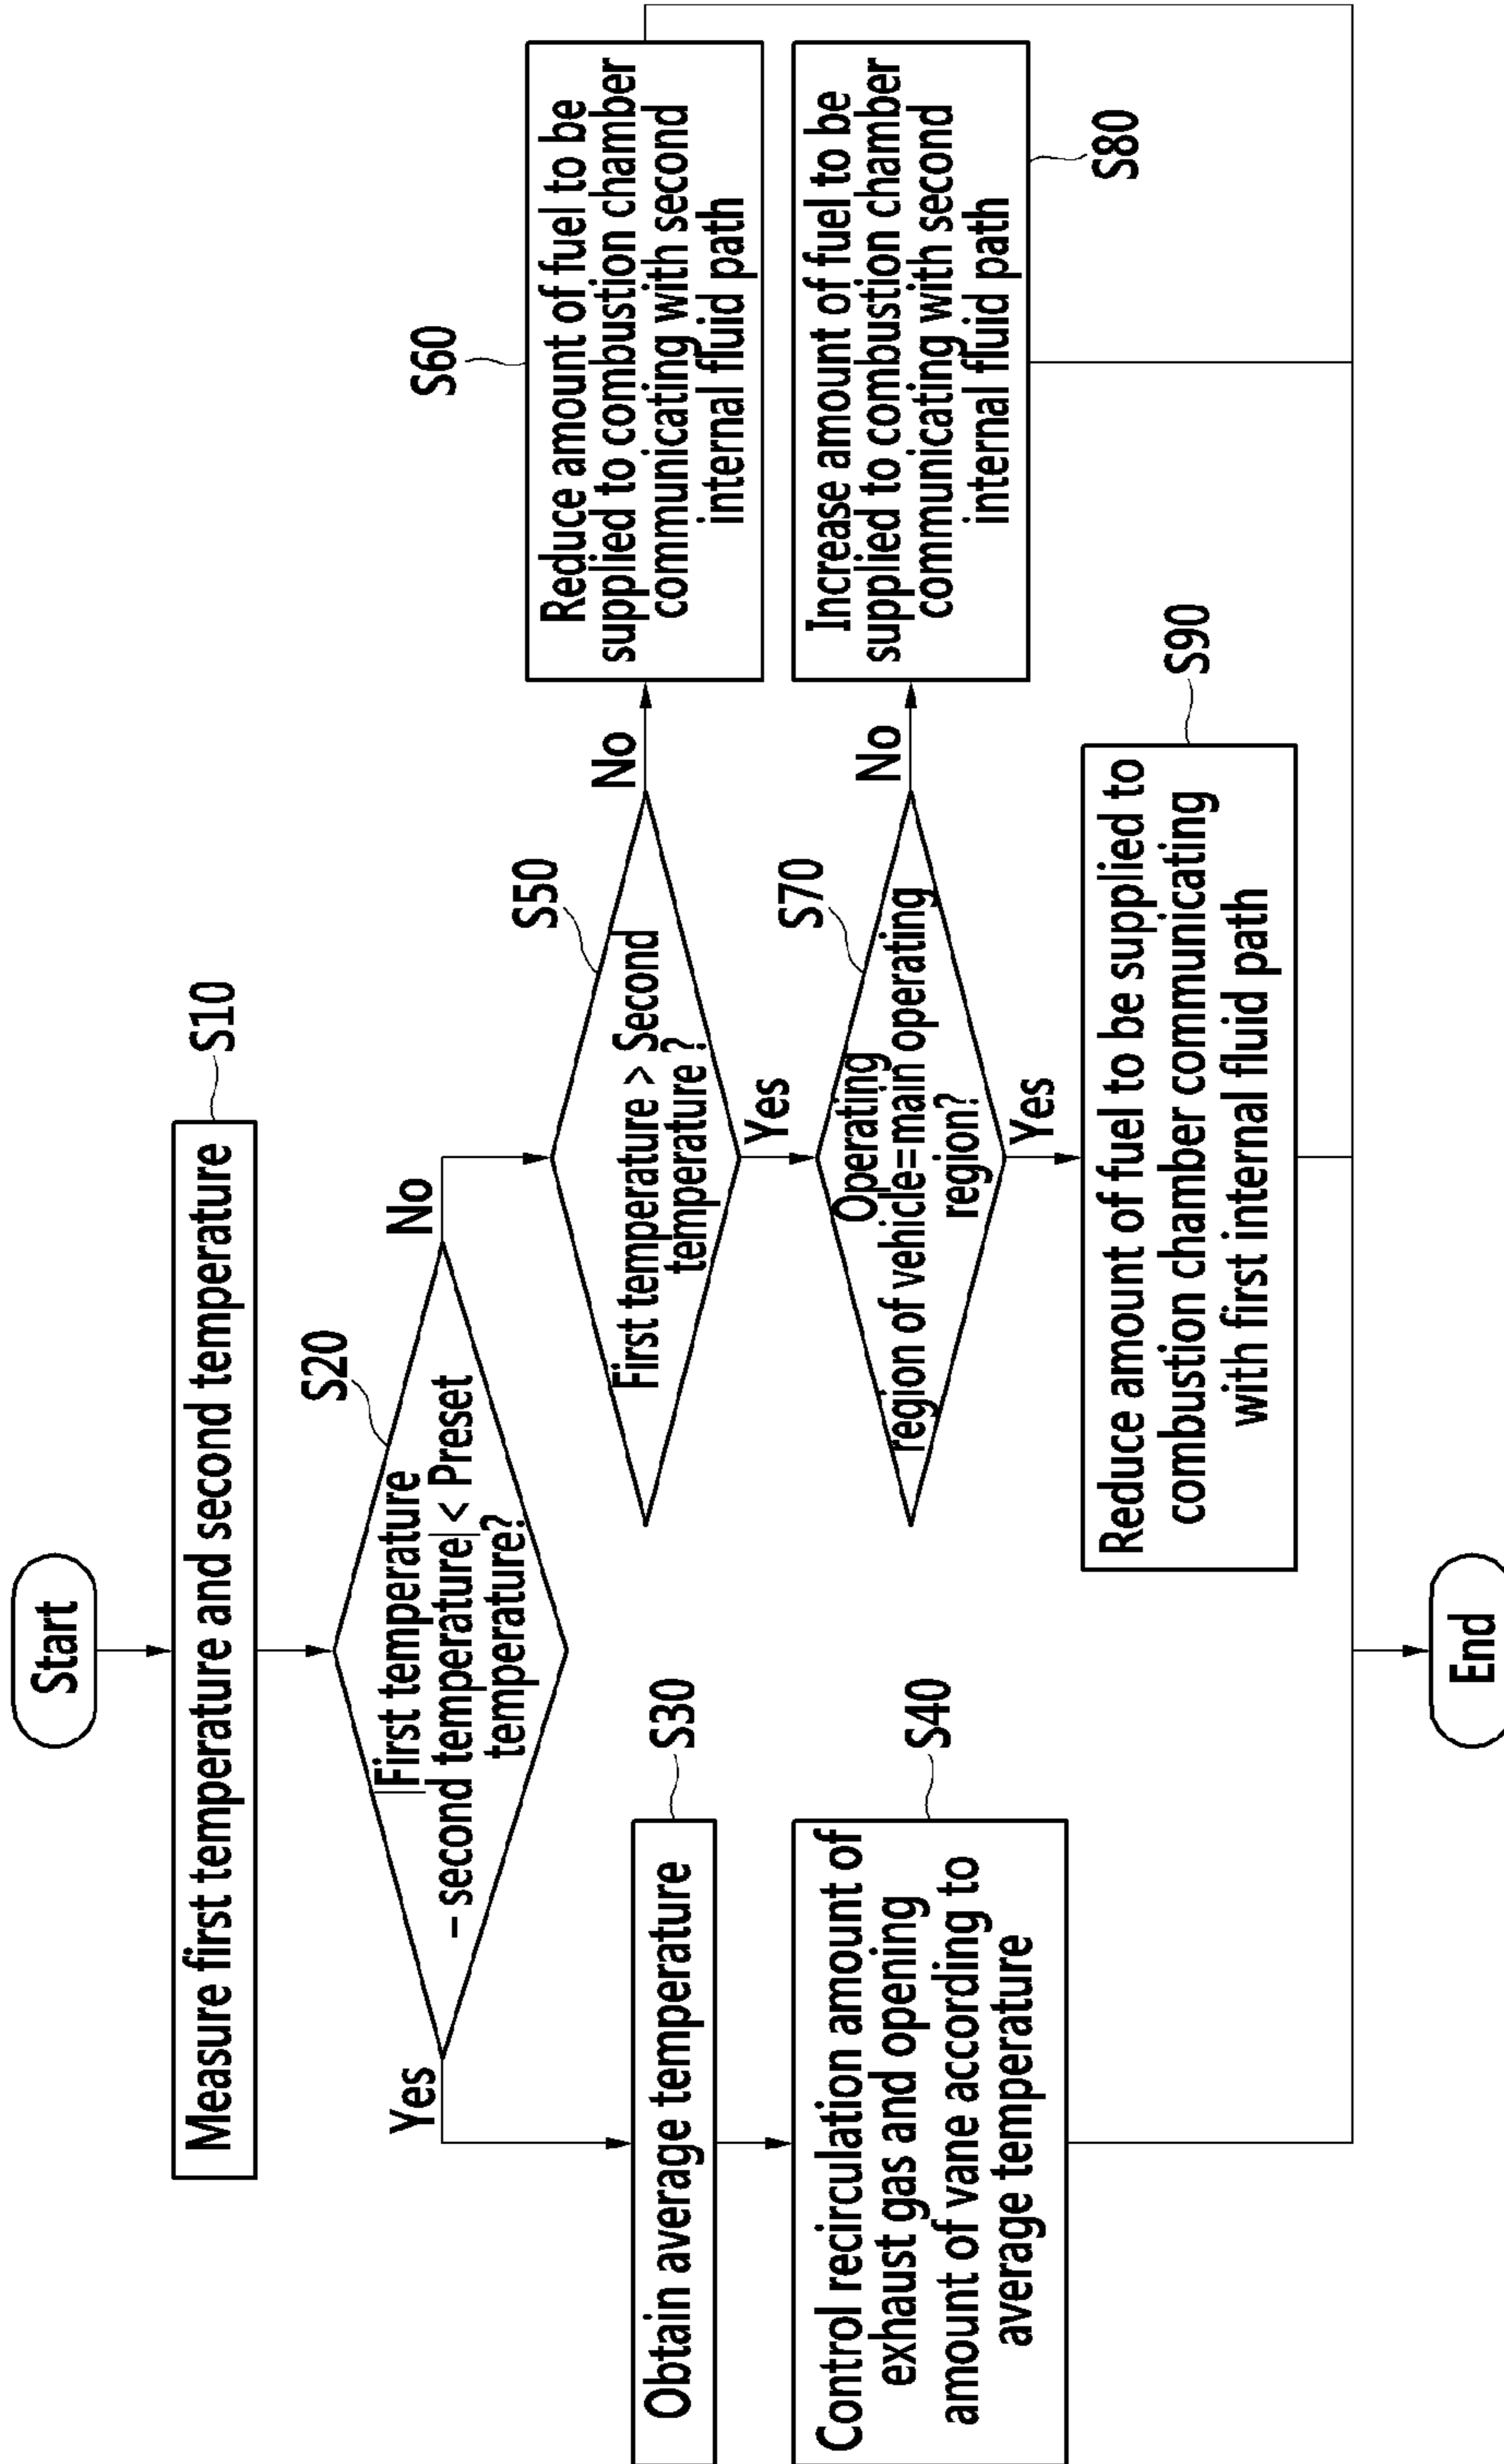 Start
Measure first temperature and second temperature
S10
|First temperature
– second temperature| < Preset
temperature?
S20
Yes
No
Obtain average temperature
S30
Control recirculation amount of
exhaust gas and opening
amount of vane according to
average temperature
S40
First temperature > Second
temperature ?
S50
No
Yes
Reduce amount of fuel to be
supplied to combustion chamber
communicating with second
internal fluid path
S60
Operating
region of vehicle=main operating
region?
S70
No
Yes
Increase amount of fuel to be
supplied to combustion chamber
communicating with second
internal fluid path
S80
Reduce amount of fuel to be supplied to
combustion chamber communicating
with first internal fluid path
S90
End